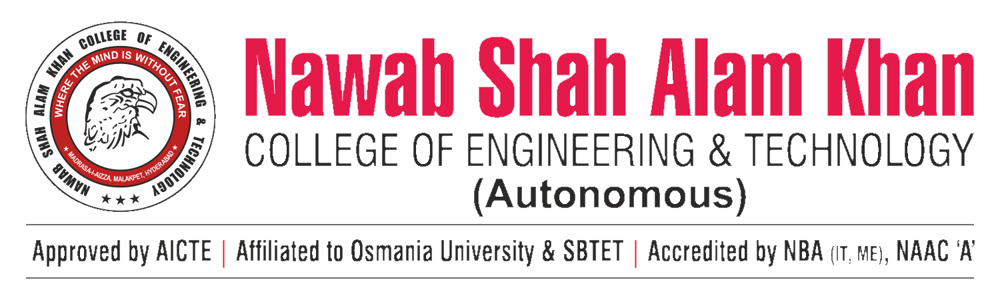 NAWAB SHAH ALAM KHAN COLLEGE OF ENGINEERING & TECHNOLOGY
WHERE THE MIND IS WITHOUT FEAR
MADRASA-I-AIZZA, MALAKPET, HYDERABAD
Nawab Shah Alam Khan
COLLEGE OF ENGINEERING & TECHNOLOGY
(Autonomous)
Approved by AICTE | Affiliated to Osmania University & SBTET | Accredited by NBA (IT, ME), NAAC ‘A’